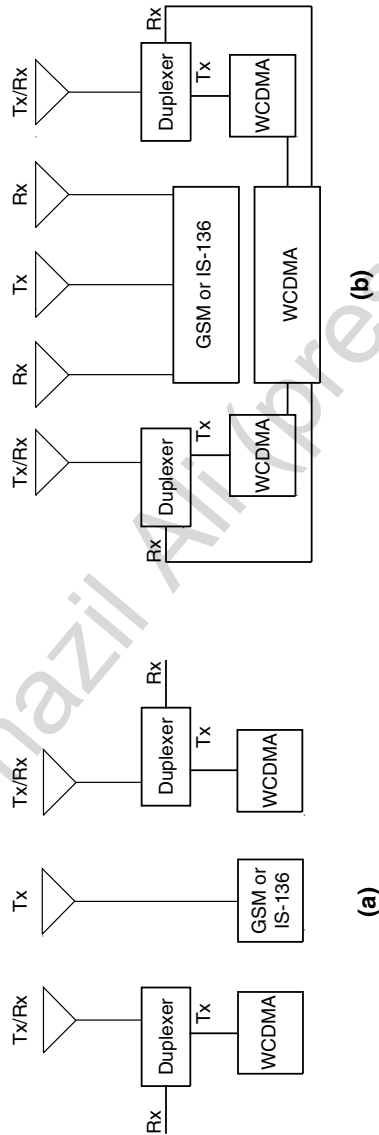 Tx/Rx
Tx
Tx/Rx
Rx
Duplexer
Duplexer
Rx
Tx
Tx
WCDMA
GSM or
IS-136
WCDMA
(a)
Tx/Rx
Rx
Tx
Rx
Tx/Rx
Duplexer
Rx
Tx
WCDMA
GSM or IS-136
Duplexer
Rx
Tx
WCDMA
WCDMA
(b)
Ali